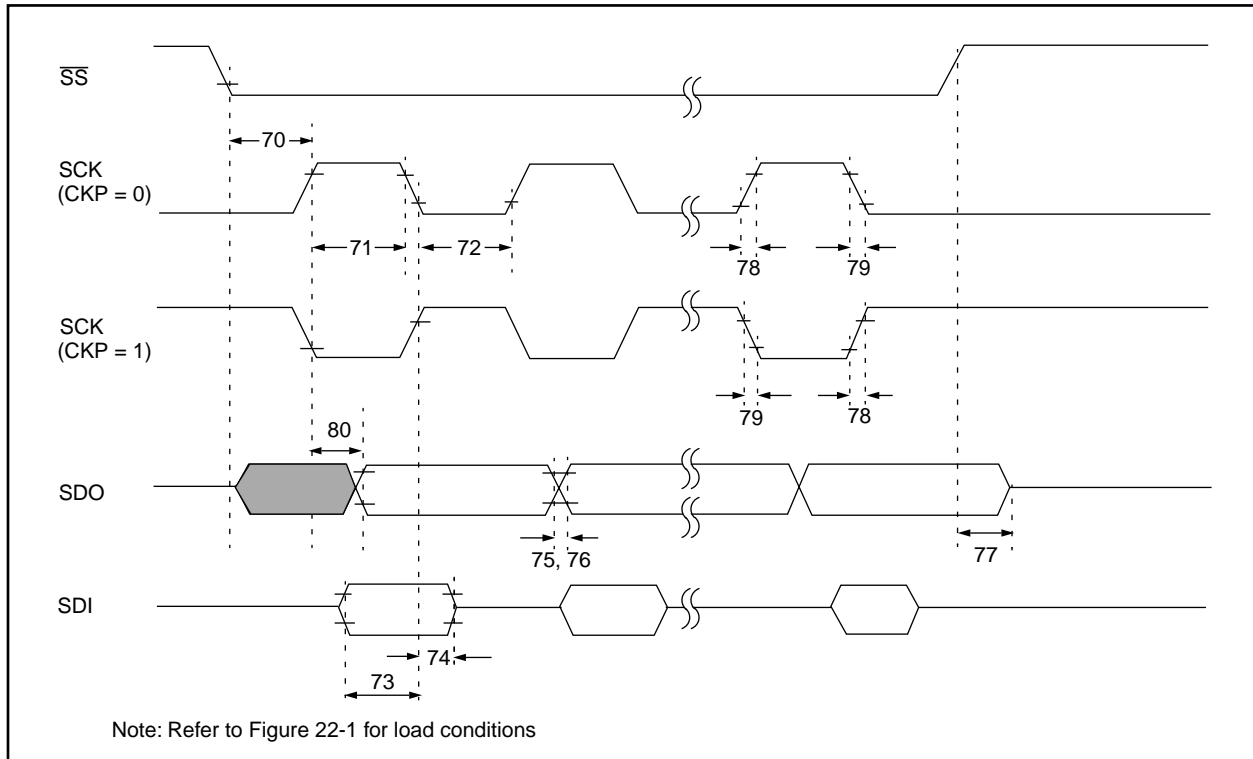 SS
70
SCK
(CKP = 0)
71
72
78
79
SCK
(CKP = 1)
79
78
80
SDO
75, 76
77
SDI
74
73
Note: Refer to Figure 22-1 for load conditions